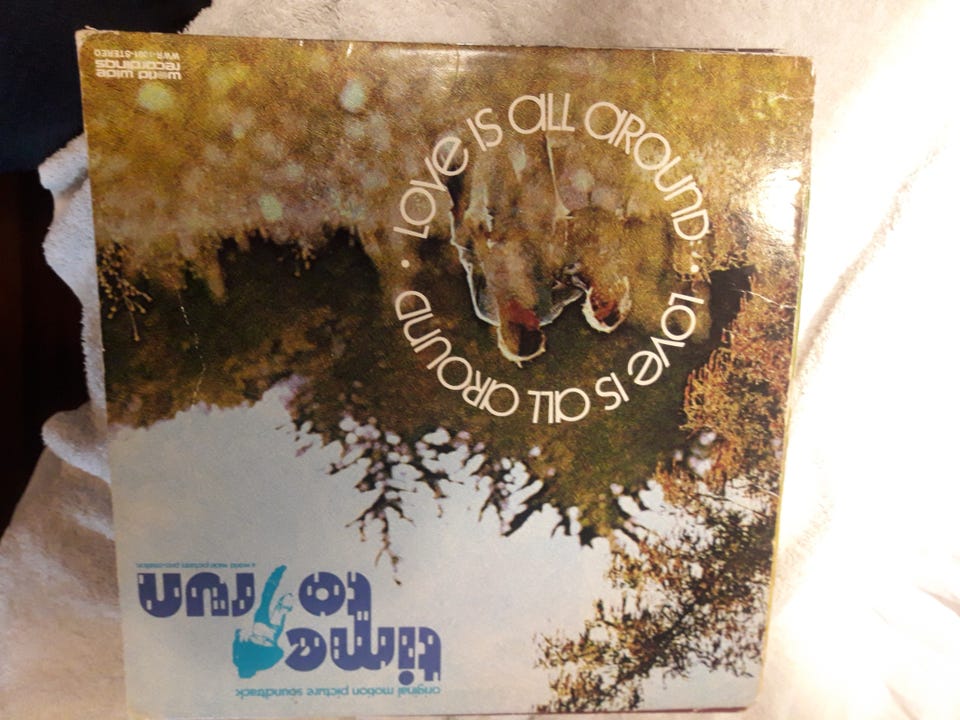 original motion picture soundtrack
time
to run
a world wide pictures
LOVE IS ALL AROUND · LOVE IS ALL AROUND ·
world wide
recordings
WWR-1001-STEREO